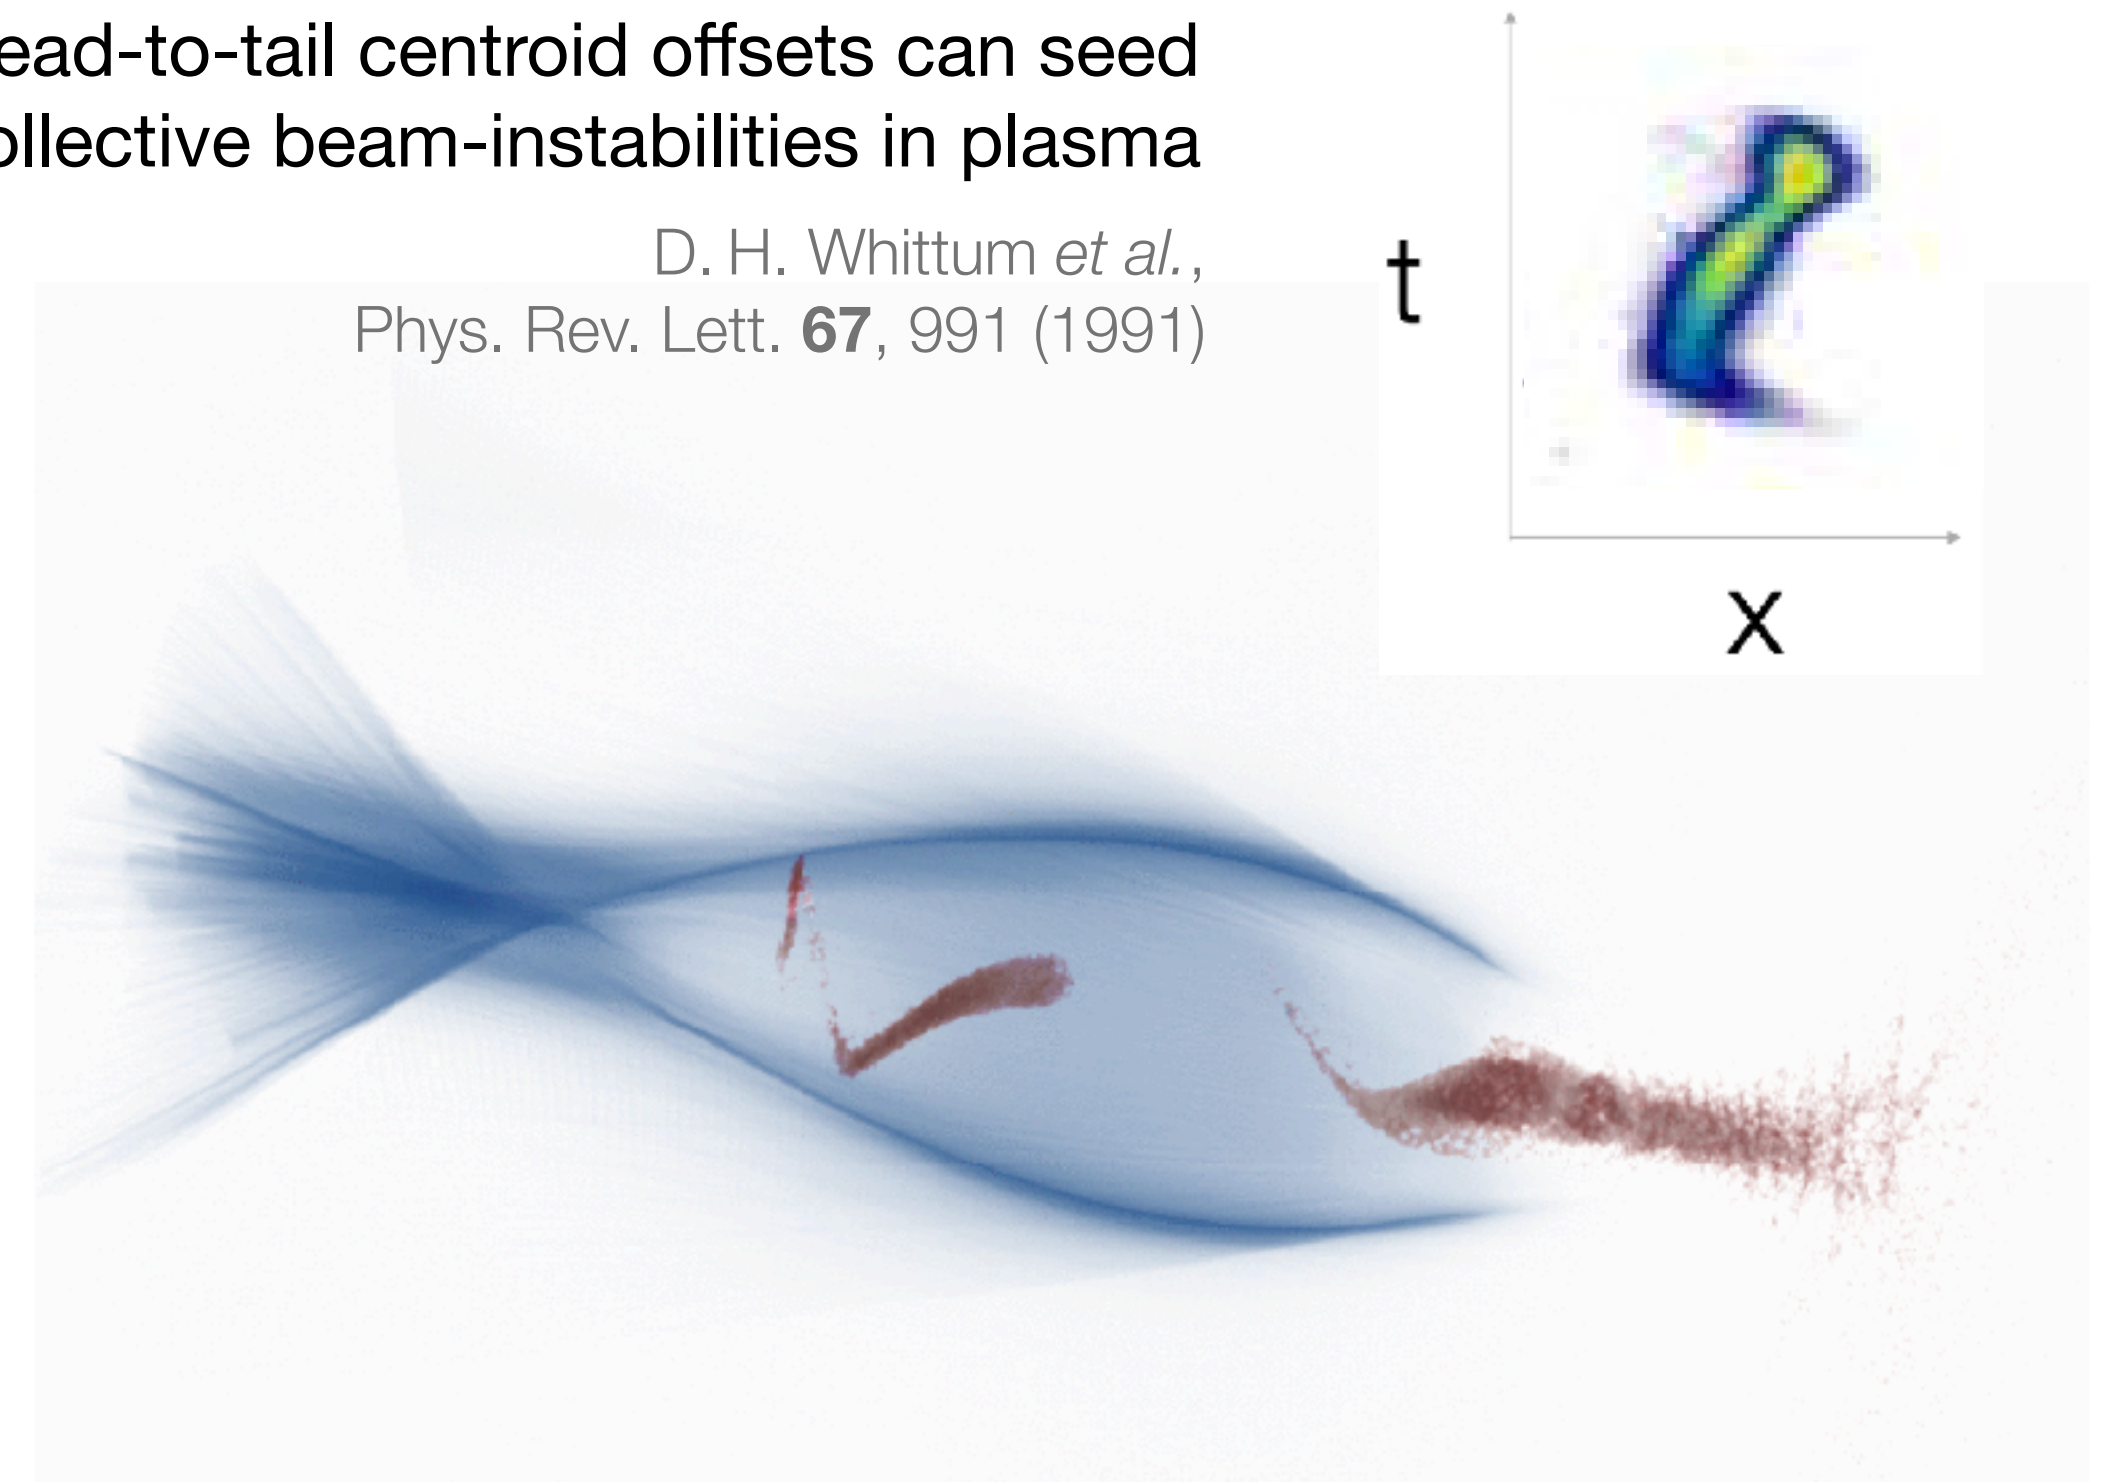 ead-to-tail centroid offsets can seed
ollective beam-instabilities in plasma
D. H. Whittum et al.,
Phys. Rev. Lett. 67, 991 (1991)
t
x